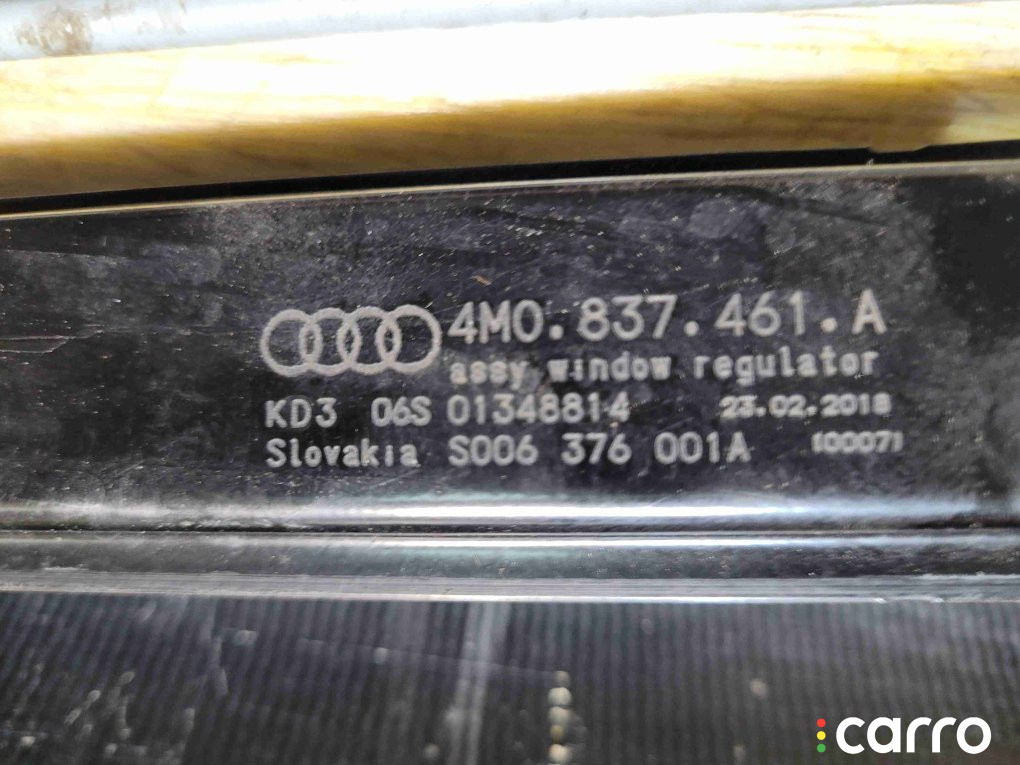 4M0.837.461.A
assy window regulator
KD3 06S 01348814 23.02.2018
Slovakia S006 376 001A 100071
carro